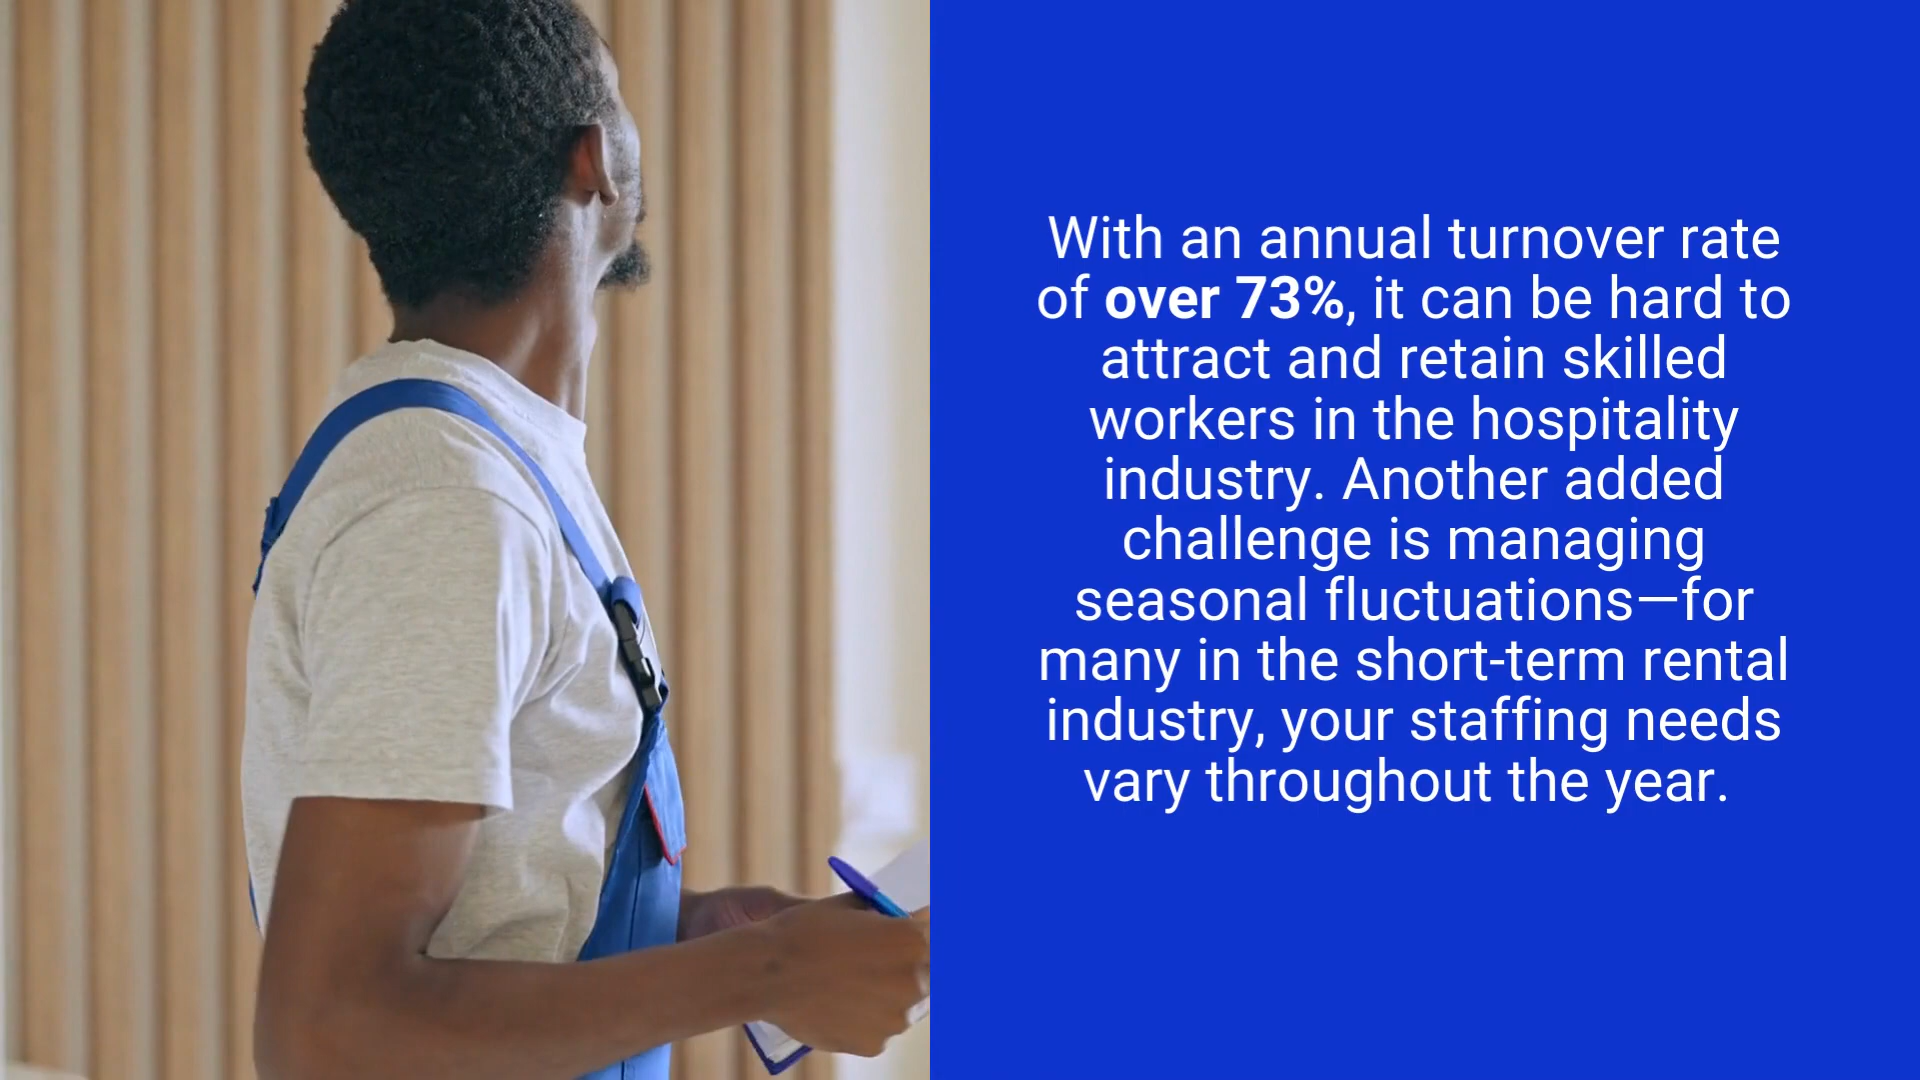 With an annual turnover rate
of over 73%, it can be hard to
attract and retain skilled
workers in the hospitality
industry. Another added
challenge is managing
seasonal fluctuations—for
many in the short-term rental
industry, your staffing needs
vary throughout the year.